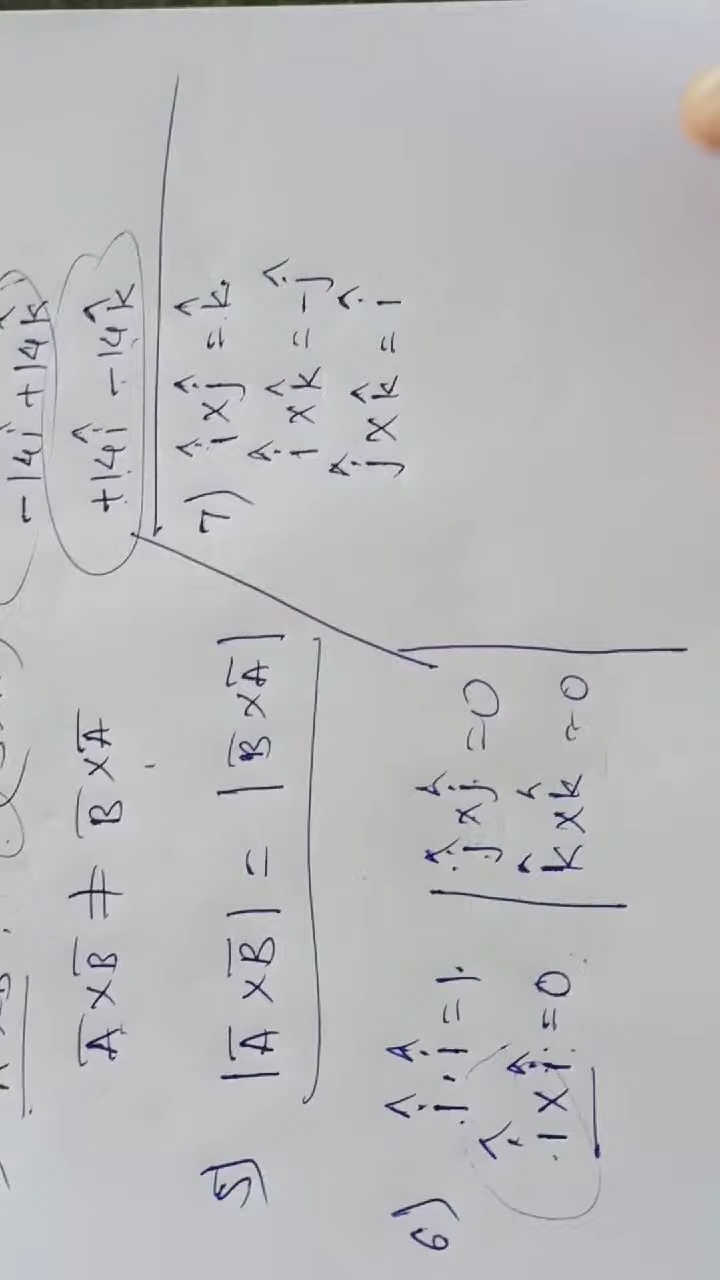 -14î + 14k̂
+14î - 14k̂
A̅ × B̅ ≠ B̅ × A̅
5) |A̅ × B̅| = |B̅ × A̅|
6) î . î = 1
î × î = 0
ĵ × ĵ = 0
k̂ × k̂ = 0
7) î × ĵ = k̂
î × k̂ = -ĵ
ĵ × k̂ = î